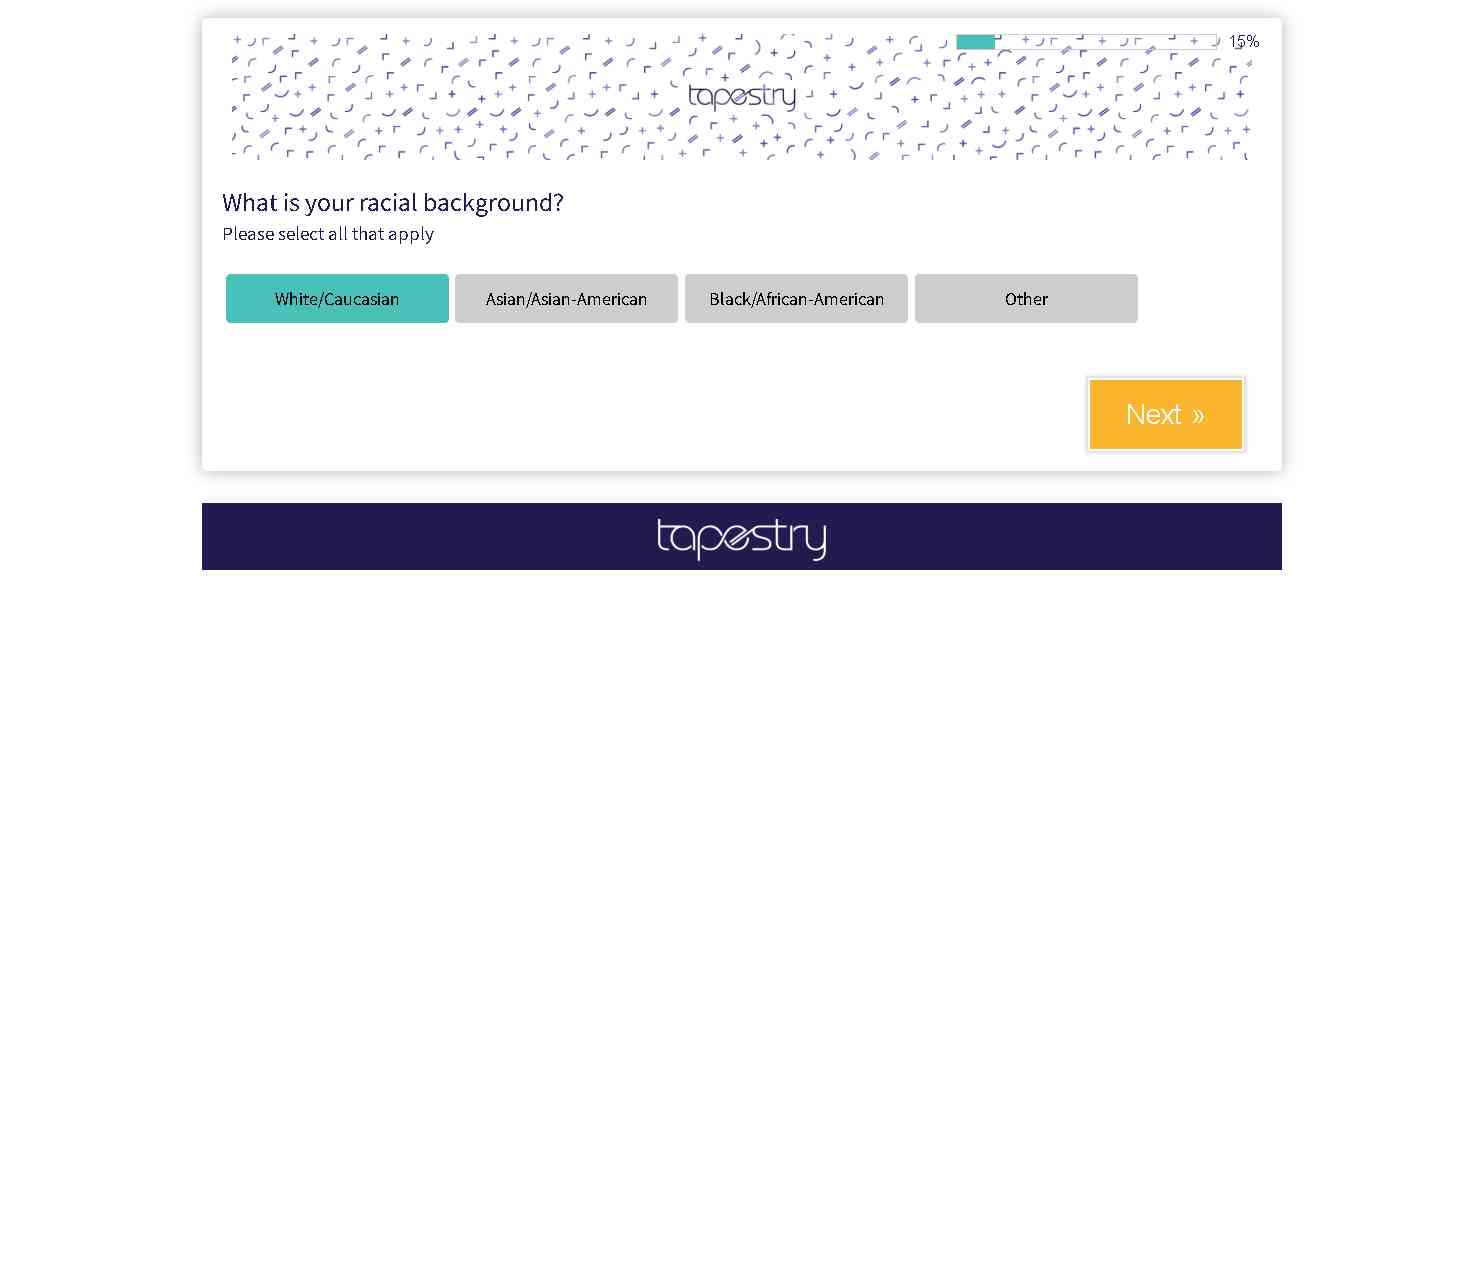 15%
tapestry
What is your racial background?
Please select all that apply
White/Caucasian
Asian/Asian-American
Black/African-American
Other
Next »
tapestry